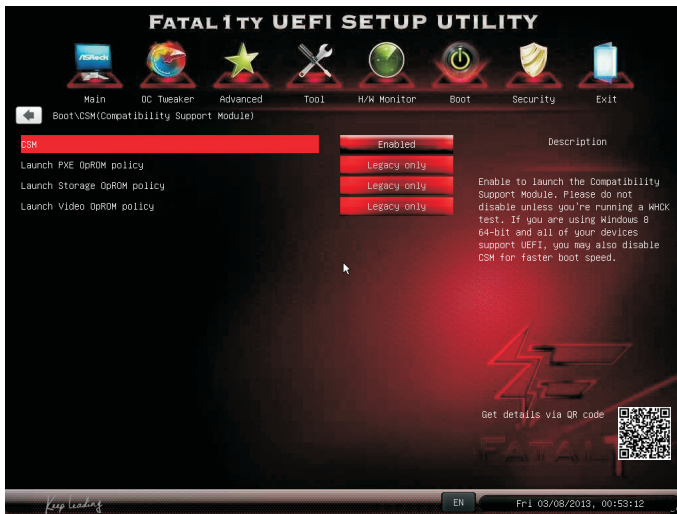 FATAL1TY UEFI SETUP UTILITY
ASRock
Main OC Tweaker Advanced Tool H/W Monitor Boot Security Exit
Boot\CSM(Compatibility Support Module)
CSM Enabled
Launch PXE OpROM policy Legacy only
Launch Storage OpROM policy Legacy only
Launch Video OpROM policy Legacy only
Description
Enable to launch the Compatibility
Support Module. Please do not
disable unless you're running a WHCK
test. If you are using Windows 8
64-bit and all of your devices
support UEFI, you may also disable
CSM for faster boot speed.
Get details via QR code
FATAL1
Keep Leading
EN
Fri 03/08/2013, 00:53:12